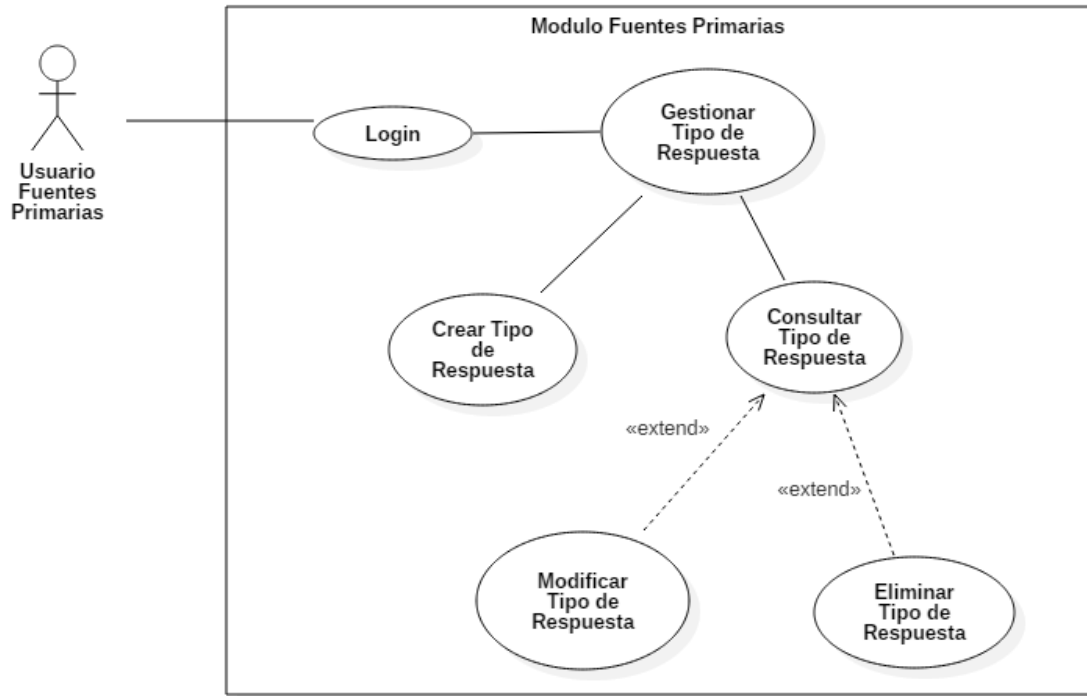 Modulo Fuentes Primarias
Usuario
Fuentes
Primarias
Login
Gestionar
Tipo de
Respuesta
Crear Tipo
de
Respuesta
Consultar
Tipo de
Respuesta
«extend»
«extend»
Modificar
Tipo de
Respuesta
Eliminar
Tipo de
Respuesta